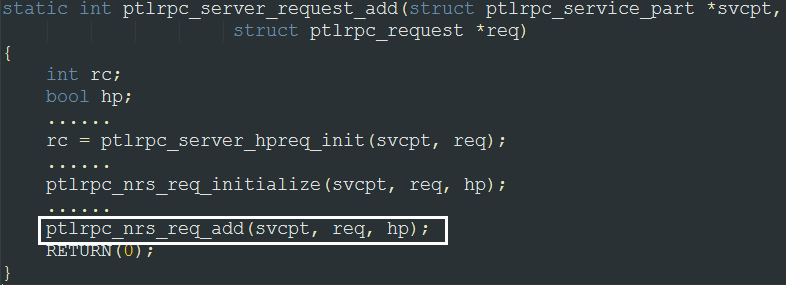 static int ptlrpc_server_request_add(struct ptlrpc_service_part *svcpt,
struct ptlrpc_request *req)
{
int rc;
bool hp;
......
rc = ptlrpc_server_hpreq_init(svcpt, req);
......
ptlrpc_nrs_req_initialize(svcpt, req, hp);
......
ptlrpc_nrs_req_add(svcpt, req, hp);
RETURN(0);
}